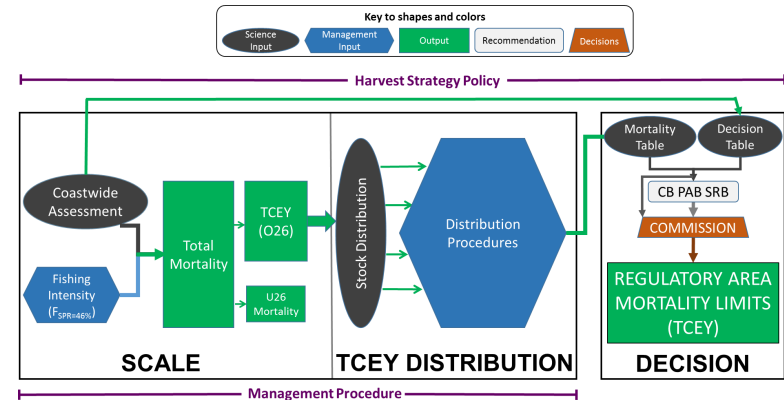 Key to shapes and colors
Science
Input
Management
Input
Output
Recommendation
Decisions
Harvest Strategy Policy
Coastwide
Assessment
Fishing
Intensity
(FSPR=46%)
Total
Mortality
TCEY
(O26)
U26
Mortality
SCALE
Stock Distribution
Distribution
Procedures
TCEY DISTRIBUTION
Mortality
Table
Decision
Table
CB PAB SRB
COMMISSION
REGULATORY AREA
MORTALITY LIMITS
(TCEY)
DECISION
Management Procedure